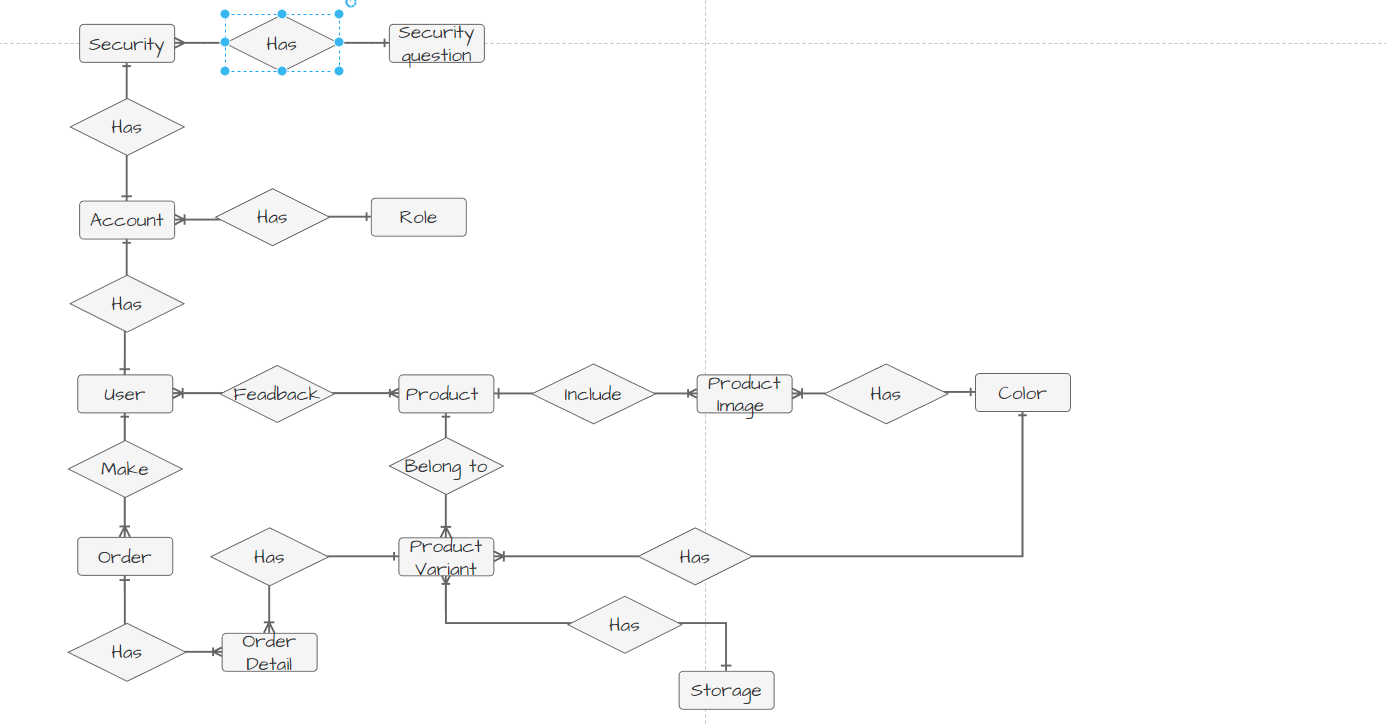 Security
Has
Security
question
Has
Account
Has
Role
Has
User
Feadback
Product
Include
Product
Image
Has
Color
Make
Belong to
Order
Has
Product
Variant
Has
Has
Order
Detail
Has
Storage